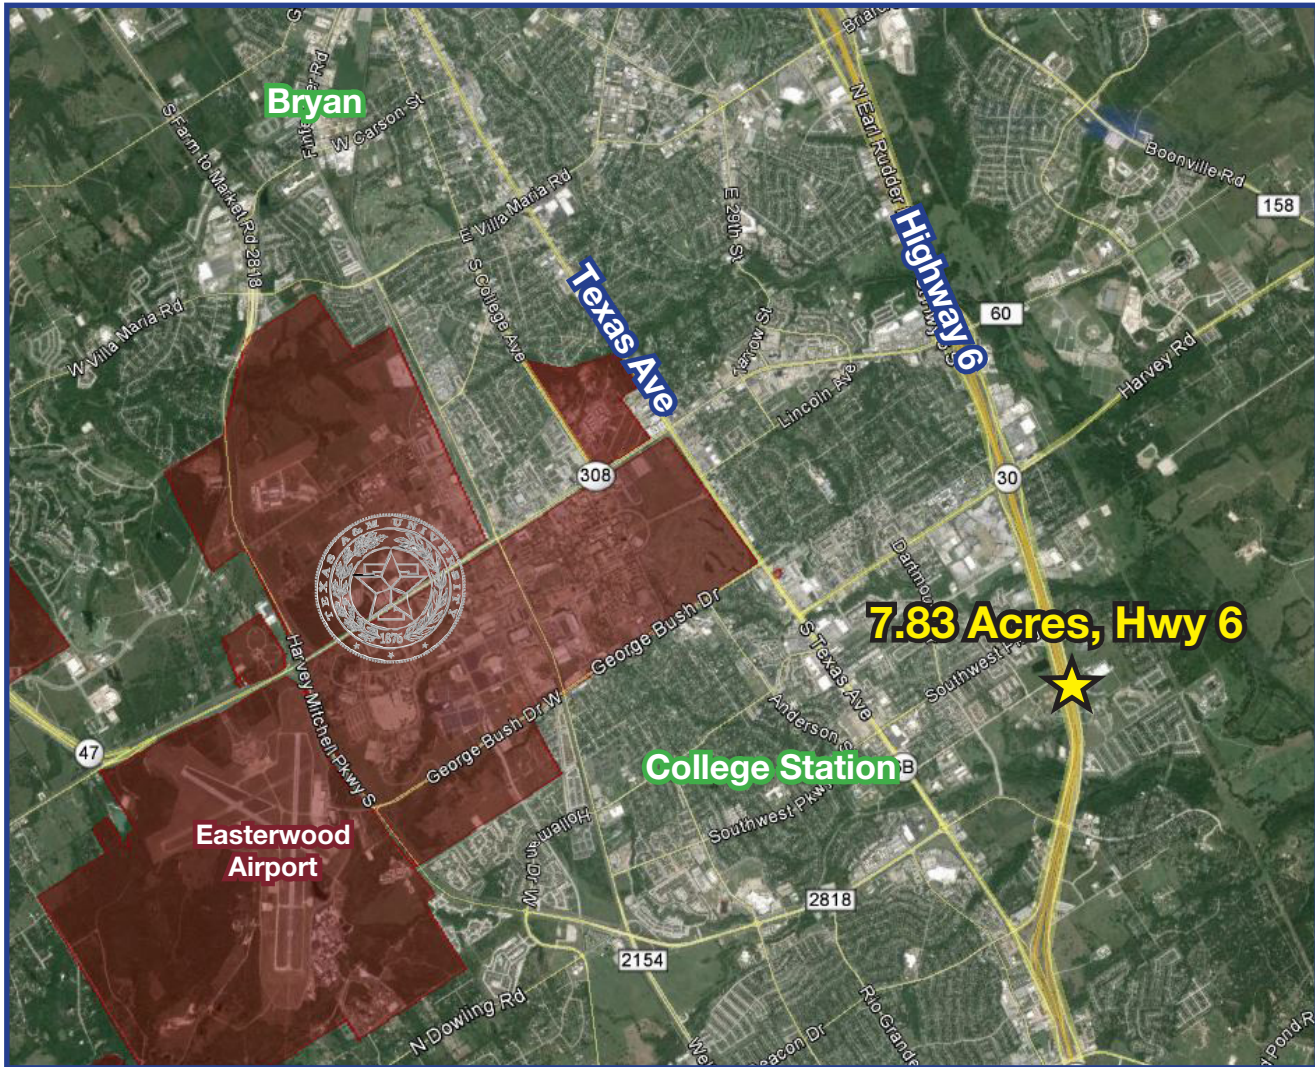 Bryan
W Carson St
S Farm to Market Rd 2818
E Villa Maria Rd
W Villa Maria Rd
S College Ave
E 29th St
N Earl Rudder
Boonville Rd
158
Texas Ave
Highway 6
60
Lincoln Ave
Harvey Rd
308
30
TEXAS A&M UNIVERSITY
1876
Harvey Mitchell Pkwy S
George Bush Dr
George Bush Dr W
S Texas Ave
7.83 Acres, Hwy 6
Anderson S
47
College Station
Southwest Pkwy
Easterwood
Airport
2818
2154
N Dowling Rd
Rio Grande